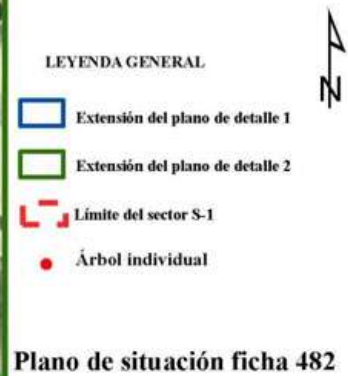 N
LEYENDA GENERAL
Extensión del plano de detalle 1
Extensión del plano de detalle 2
Límite del sector S-1
Árbol individual
Plano de situación ficha 482